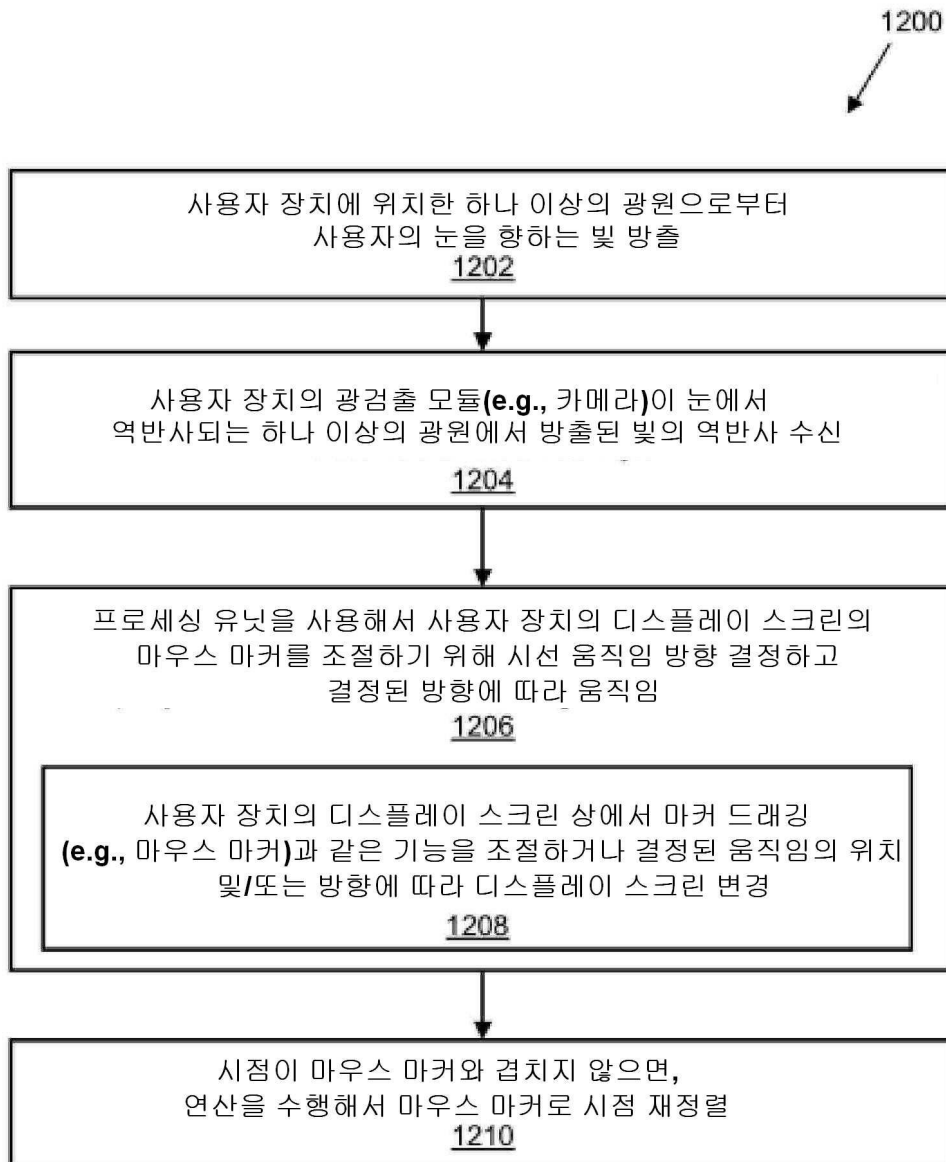 1200
사용자 장치에 위치한 하나 이상의 광원으로부터
사용자의 눈을 향하는 빛 방출
1202
사용자 장치의 광검출 모듈(e.g., 카메라)이 눈에서
역반사되는 하나 이상의 광원에서 방출된 빛의 역반사 수신
1204
프로세싱 유닛을 사용해서 사용자 장치의 디스플레이 스크린의
마우스 마커를 조절하기 위해 시선 움직임 방향 결정하고
결정된 방향에 따라 움직임
1206
사용자 장치의 디스플레이 스크린 상에서 마커 드래깅
(e.g., 마우스 마커)과 같은 기능을 조절하거나 결정된 움직임의 위치
및/또는 방향에 따라 디스플레이 스크린 변경
1208
시점이 마우스 마커와 겹치지 않으면,
연산을 수행해서 마우스 마커로 시점 재정렬
1210